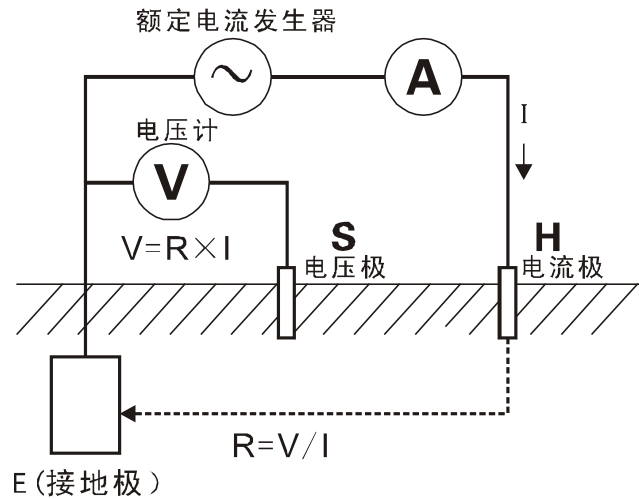 额定电流发生器
A
I
电压计
V
V=R×I
S
电压极
H
电流极
R=V/I
E(接地极)